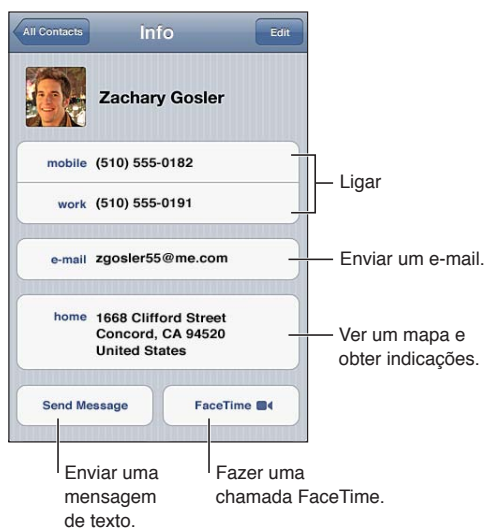 All Contacts Info Edit
Zachary Gosler
mobile (510) 555-0182
work (510) 555-0191
Ligar
e-mail zgosler55@me.com
Enviar um e-mail.
home 1668 Clifford Street
Concord, CA 94520
United States
Ver um mapa e
obter indicações.
Send Message FaceTime
Enviar uma
mensagem
de texto.
Fazer uma
chamada FaceTime.